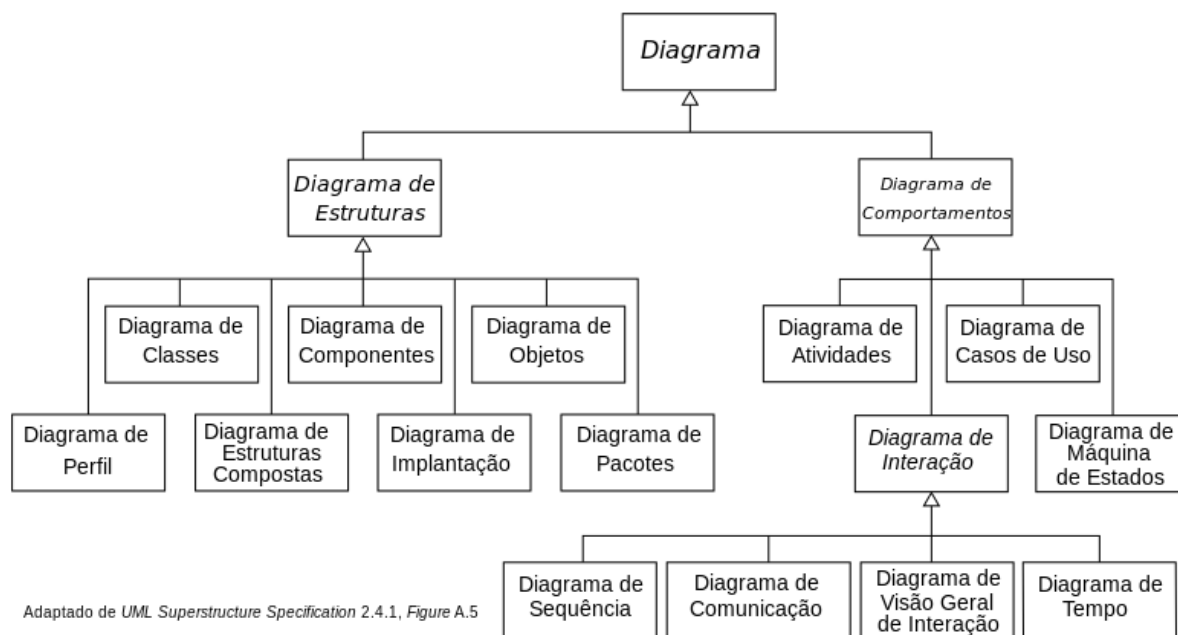 Diagrama
Diagrama de
Estruturas
Diagrama de
Comportamentos
Diagrama de
Classes
Diagrama de
Componentes
Diagrama de
Objetos
Diagrama de
Atividades
Diagrama de
Casos de Uso
Diagrama de
Perfil
Diagrama de
Estruturas
Compostas
Diagrama de
Implantação
Diagrama de
Pacotes
Diagrama de
Interação
Diagrama de
Máquina
de Estados
Diagrama de
Sequência
Diagrama de
Comunicação
Diagrama de
Visão Geral
de Interação
Diagrama de
Tempo
Adaptado de UML Superstructure Specification 2.4.1, Figure A.5